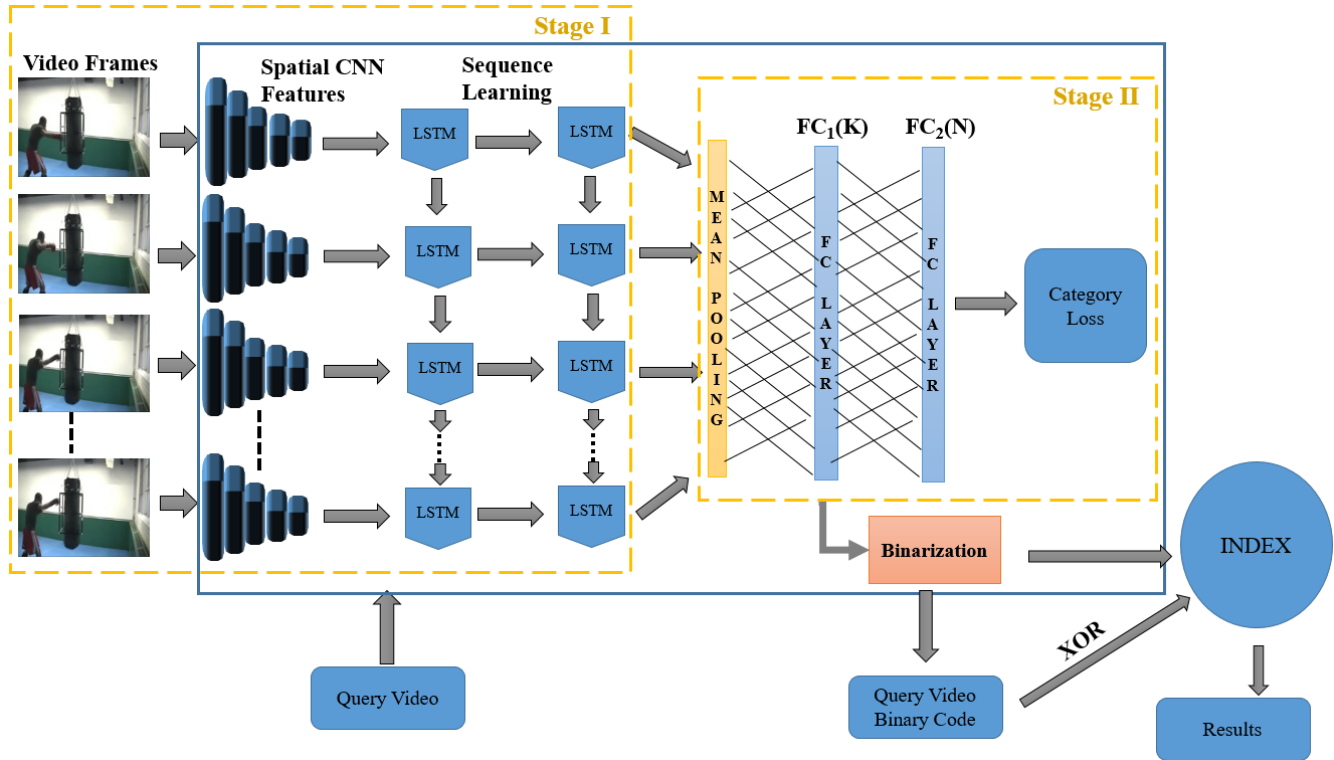 Stage I
Video Frames
Spatial CNN
Features
Sequence
Learning
Stage II
FC₁(K)
FC₂(N)
LSTM
LSTM
LSTM
LSTM
LSTM
LSTM
LSTM
LSTM
MEAN POOLING
FC LAYER
FC LAYER
Category
Loss
Binarization
INDEX
Query Video
XOR
Query Video
Binary Code
Results